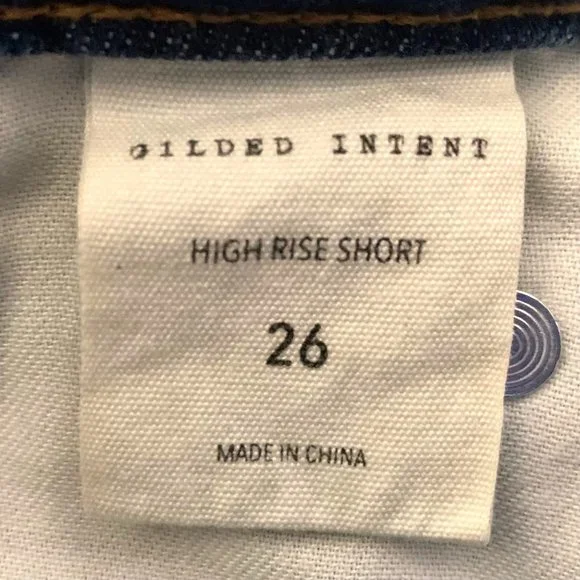 GILDED INTENT
HIGH RISE SHORT
26
MADE IN CHINA